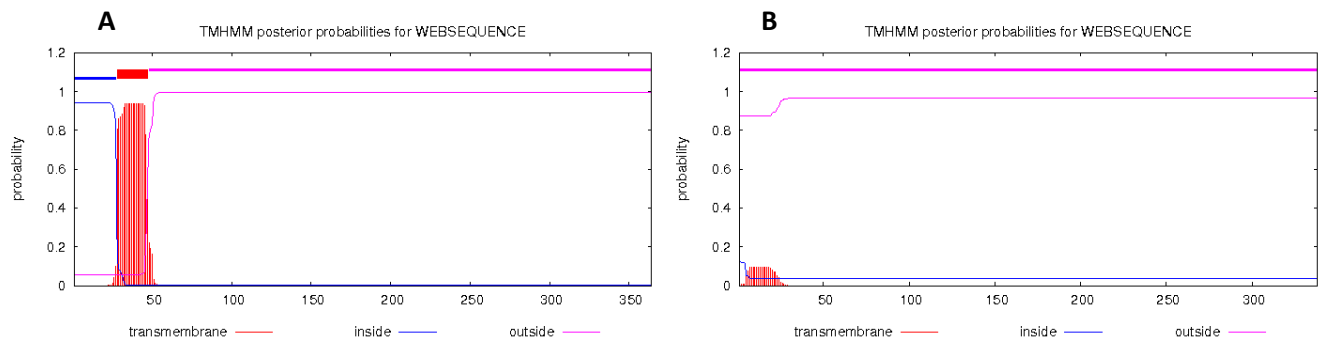 A
TMHMM posterior probabilities for WEBSEQUENCE
probability
1.2
1
0.8
0.6
0.4
0.2
0
50 100 150 200 250 300 350
transmembrane inside outside
B
TMHMM posterior probabilities for WEBSEQUENCE
probability
1.2
1
0.8
0.6
0.4
0.2
0
50 100 150 200 250 300
transmembrane inside outside